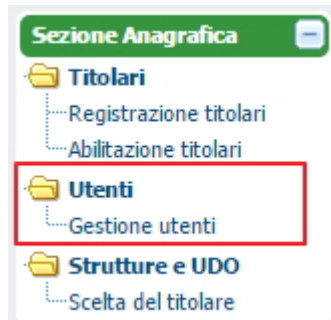 Sezione Anagrafica
Titolari
Registrazione titolari
Abilitazione titolari
Utenti
Gestione utenti
Strutture e UDO
Scelta del titolare